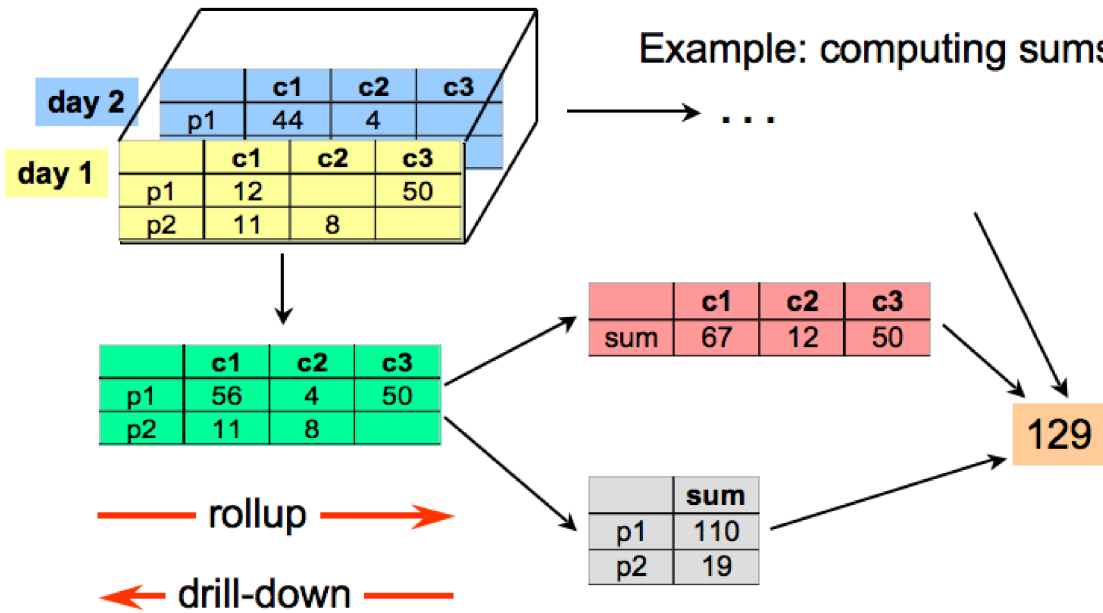 Example: computing sums
day 2
c1 c2 c3
p1 44 4
. . .
day 1
c1 c2 c3
p1 12 50
p2 11 8
c1 c2 c3
sum 67 12 50
c1 c2 c3
p1 56 4 50
p2 11 8
129
sum
p1 110
p2 19
rollup
drill-down